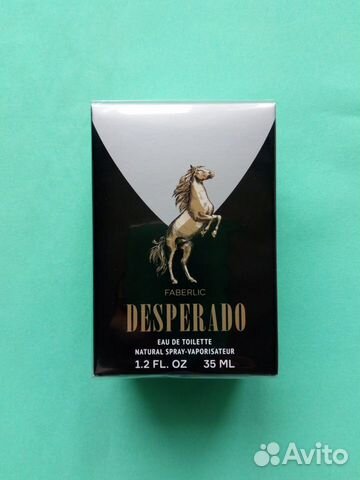 FABERLIC
DESPERADO
EAU DE TOILETTE
NATURAL SPRAY-VAPORISATEUR
1.2 FL. OZ 35 ML
Avito